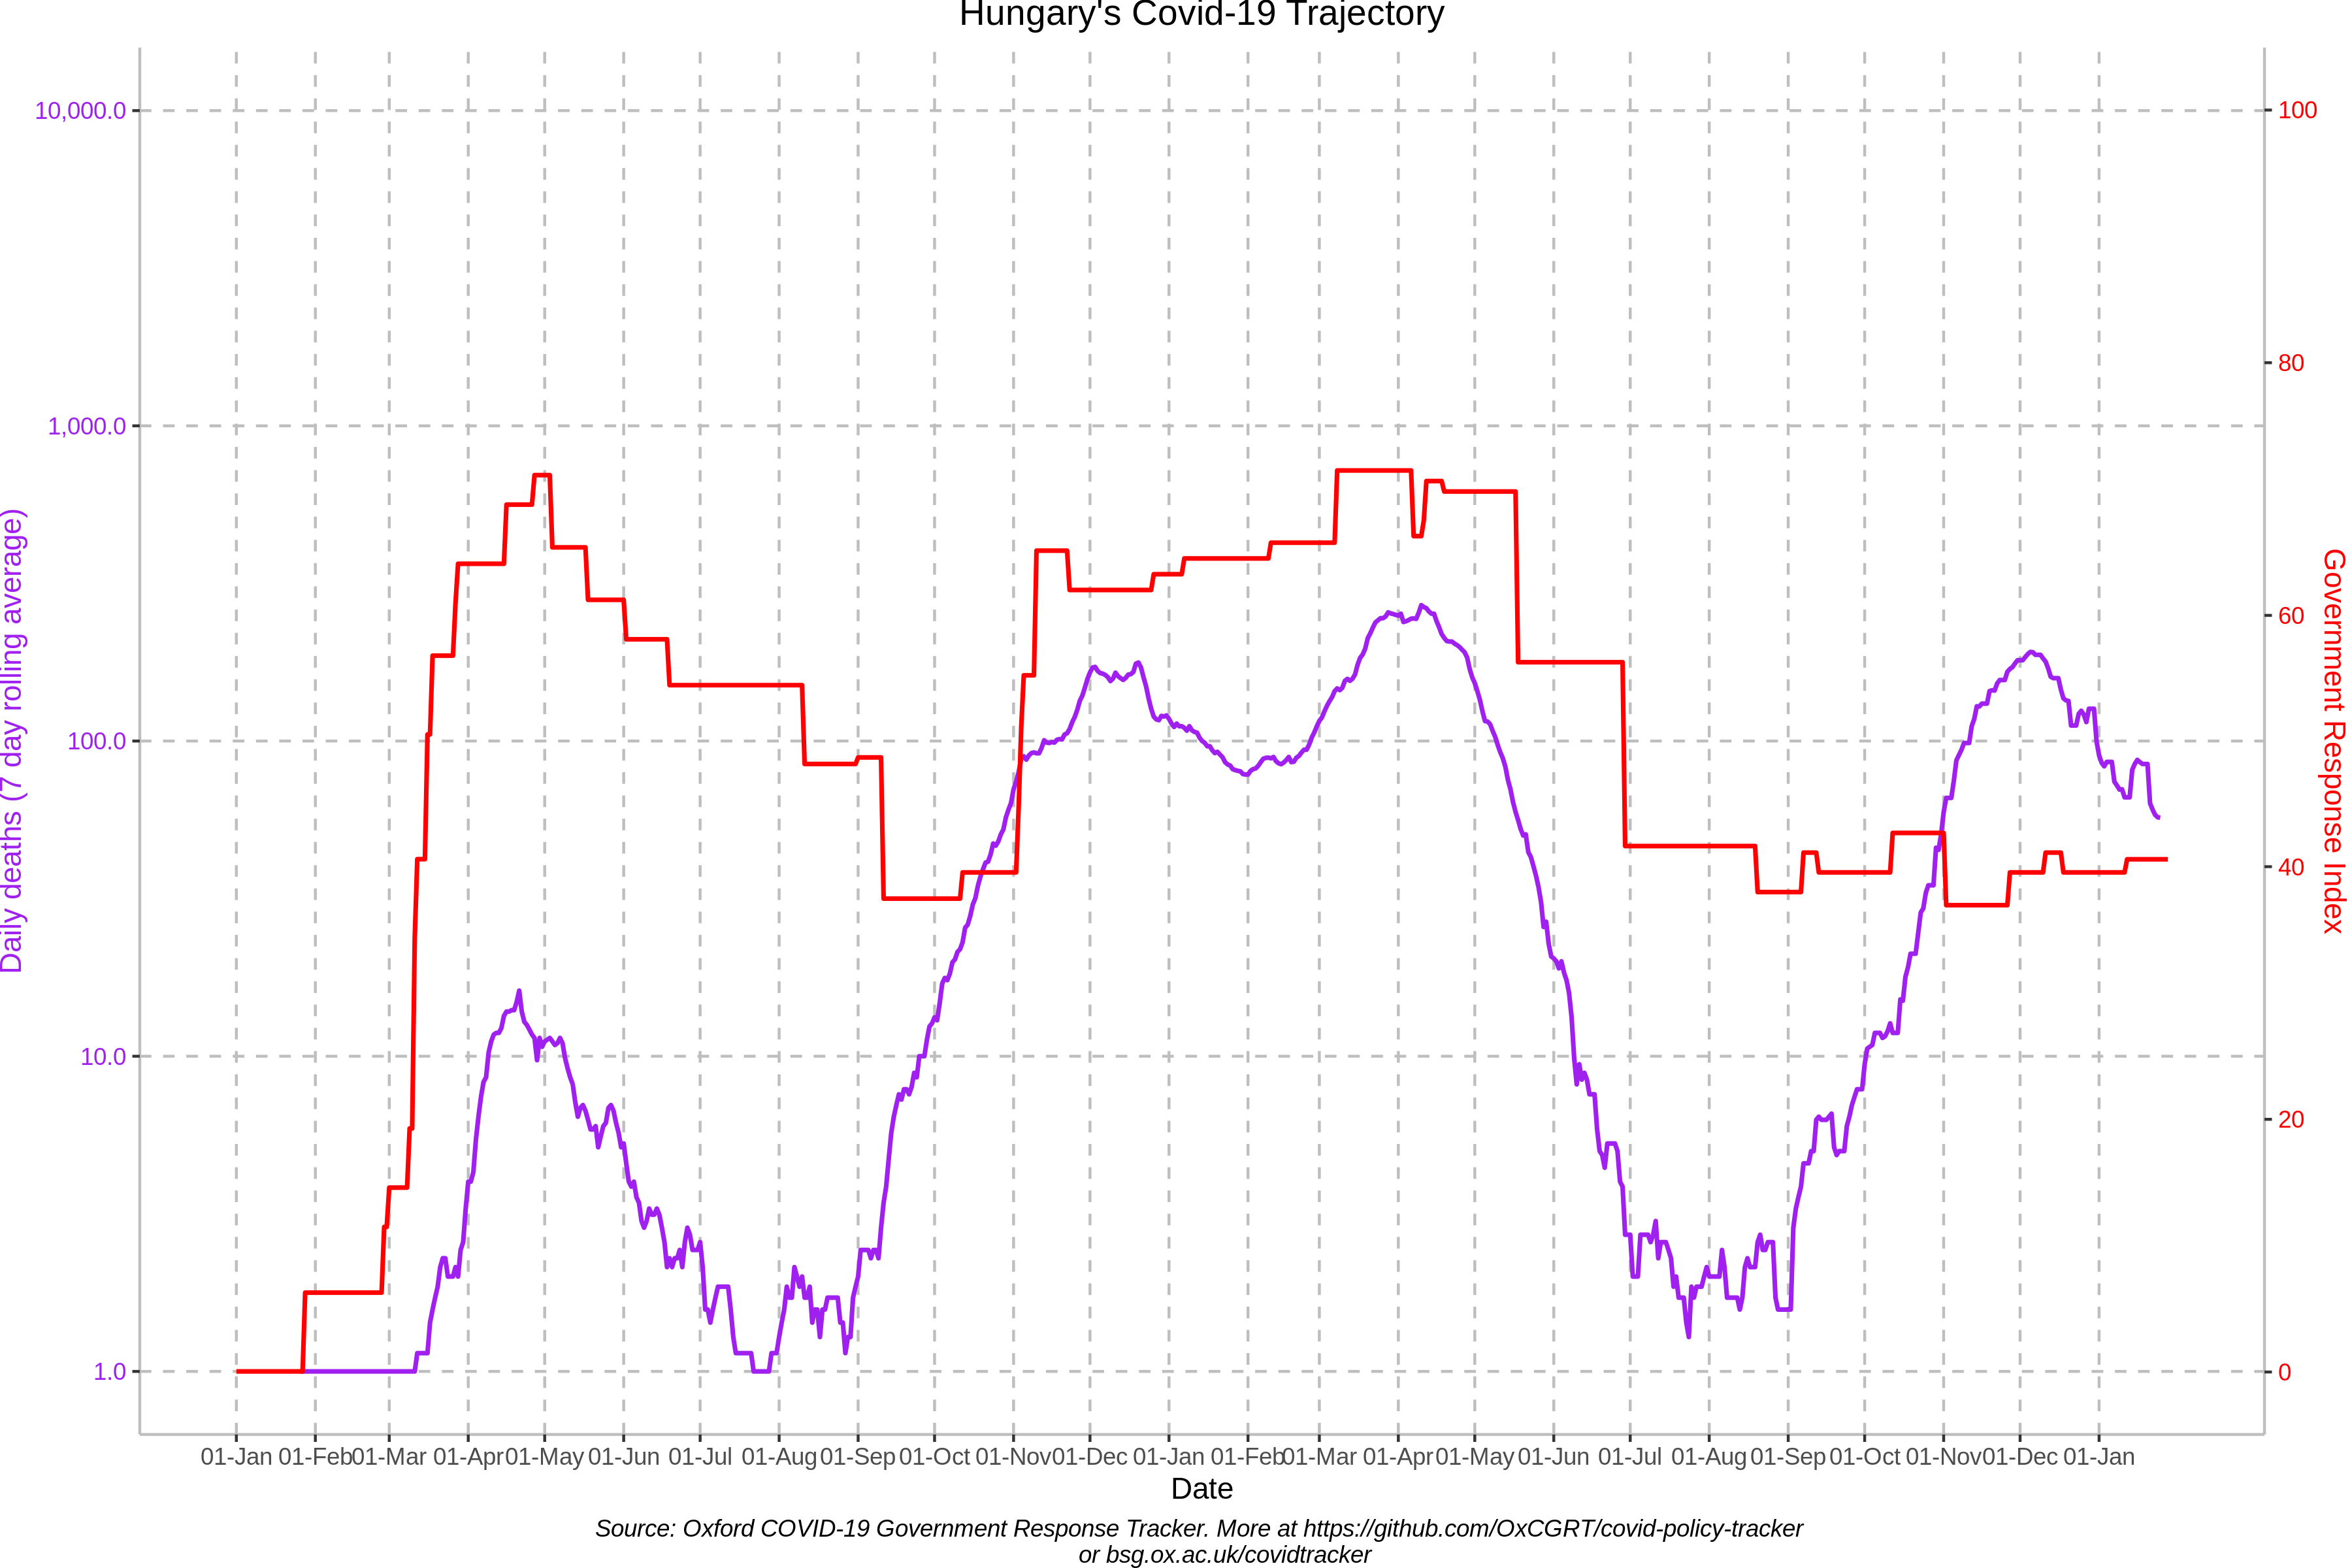 Hungary's Covid-19 Trajectory
10,000.0
1,000.0
100.0
10.0
1.0
Daily deaths (7 day rolling average)
100
80
60
40
20
0
Government Response Index
01-Jan 01-Feb 01-Mar 01-Apr 01-May 01-Jun 01-Jul 01-Aug 01-Sep 01-Oct 01-Nov 01-Dec 01-Jan 01-Feb 01-Mar 01-Apr 01-May 01-Jun 01-Jul 01-Aug 01-Sep 01-Oct 01-Nov 01-Dec 01-Jan
Date
Source: Oxford COVID-19 Government Response Tracker. More at https://github.com/OxCGRT/covid-policy-tracker
or bsg.ox.ac.uk/covidtracker